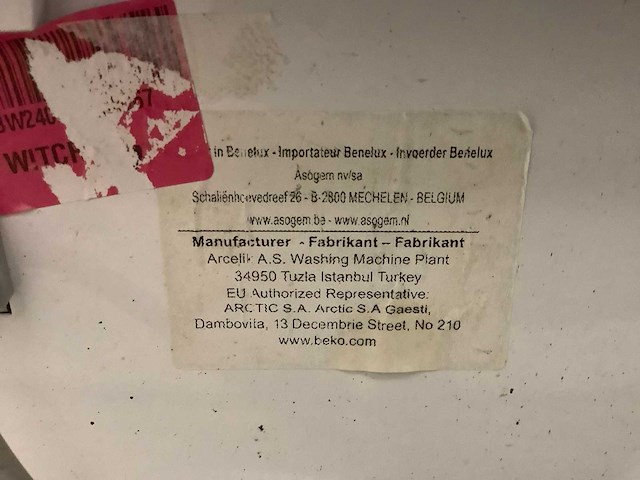 in Benelux - Importateur Benelux - Invoerder Benelux
Asogem nv/sa
Schaliënhoevedreef 26 - B-2800 MECHELEN - BELGIUM
www.asogem.be - www.asogem.nl
Manufacturer - Fabrikant – Fabrikant
Arcelik A.S. Washing Machine Plant
34950 Tuzla Istanbul Turkey
EU Authorized Representative:
ARCTIC S.A. Arctic S.A Gaesti,
Dambovita, 13 Decembrie Street, No 210
www.beko.com